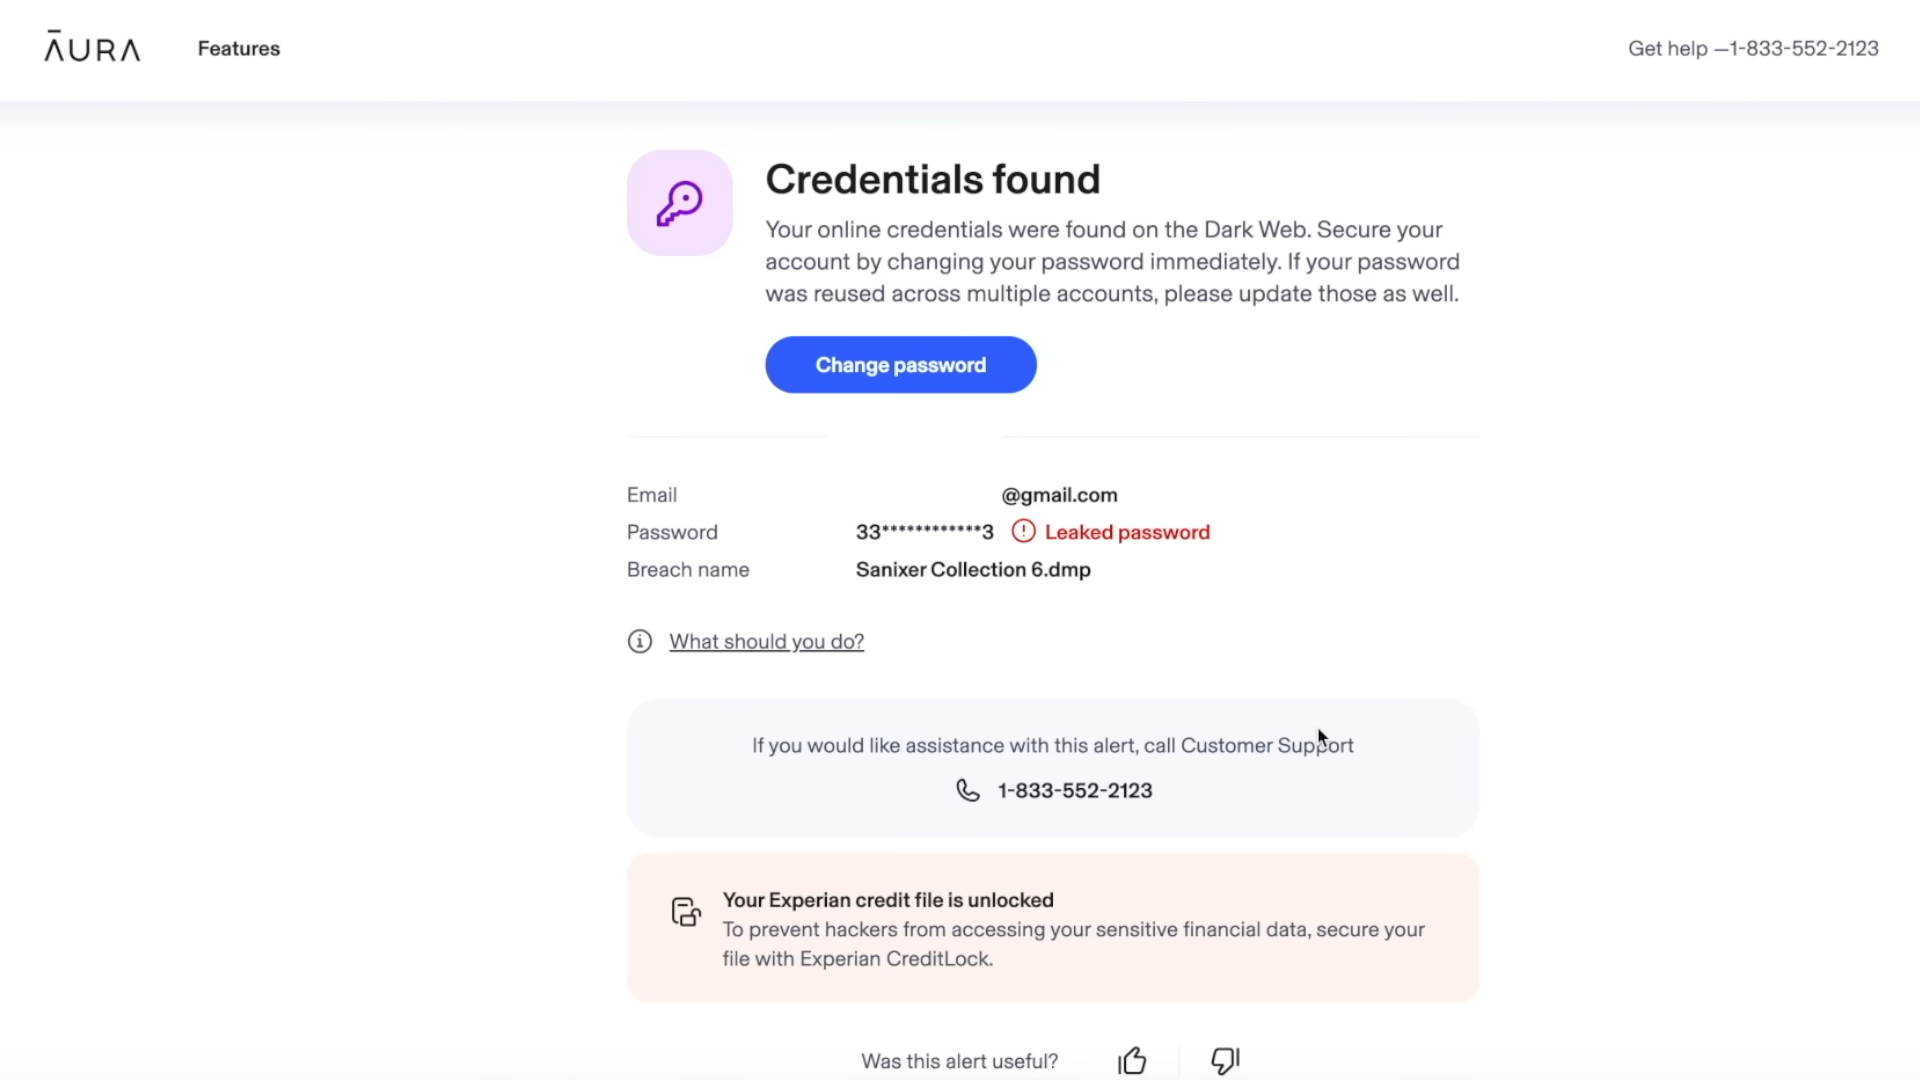 ĀURA
Features
Get help —1-833-552-2123
Credentials found
Your online credentials were found on the Dark Web. Secure your
account by changing your password immediately. If your password
was reused across multiple accounts, please update those as well.
Change password
Email @gmail.com
Password 33************3 Leaked password
Breach name Sanixer Collection 6.dmp
What should you do?
If you would like assistance with this alert, call Customer Support
1-833-552-2123
Your Experian credit file is unlocked
To prevent hackers from accessing your sensitive financial data, secure your
file with Experian CreditLock.
Was this alert useful?